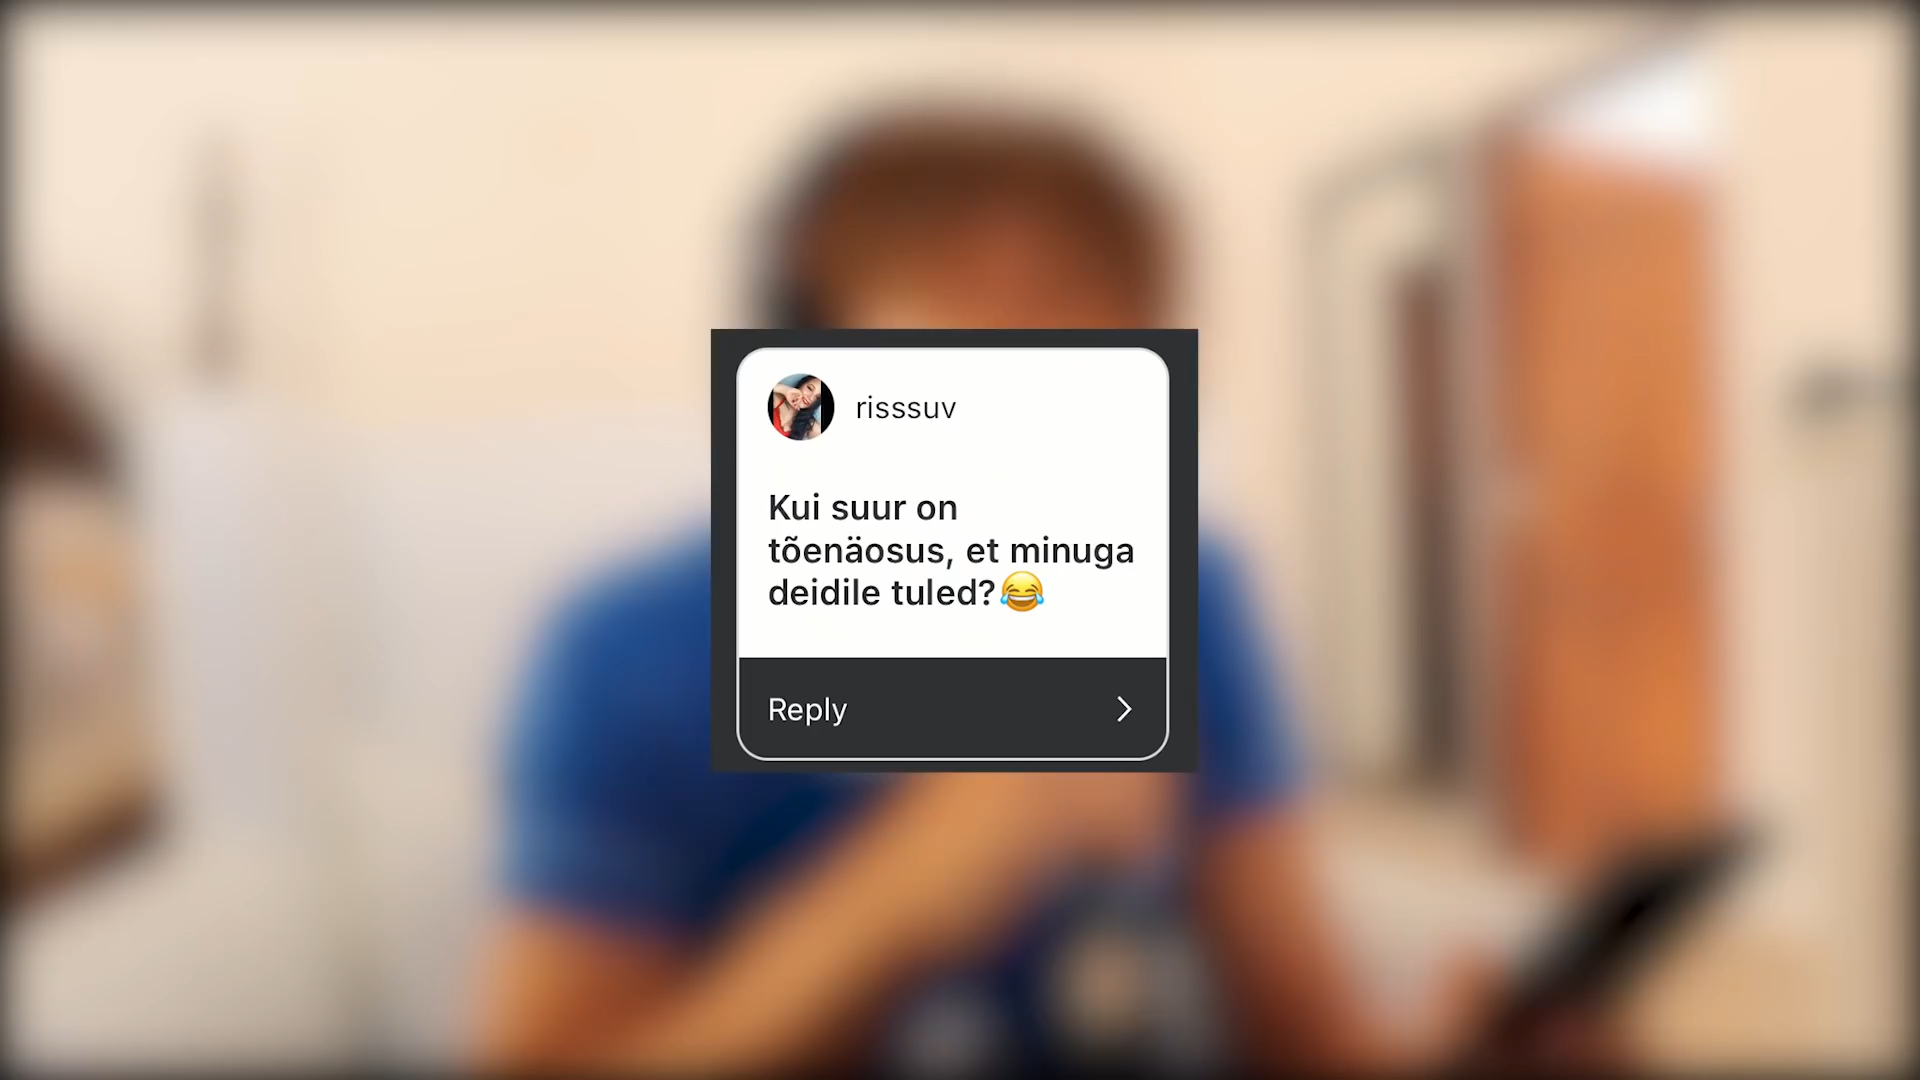 risssuv
Kui suur on
tõenäosus, et minuga
deidile tuled?😂
Reply